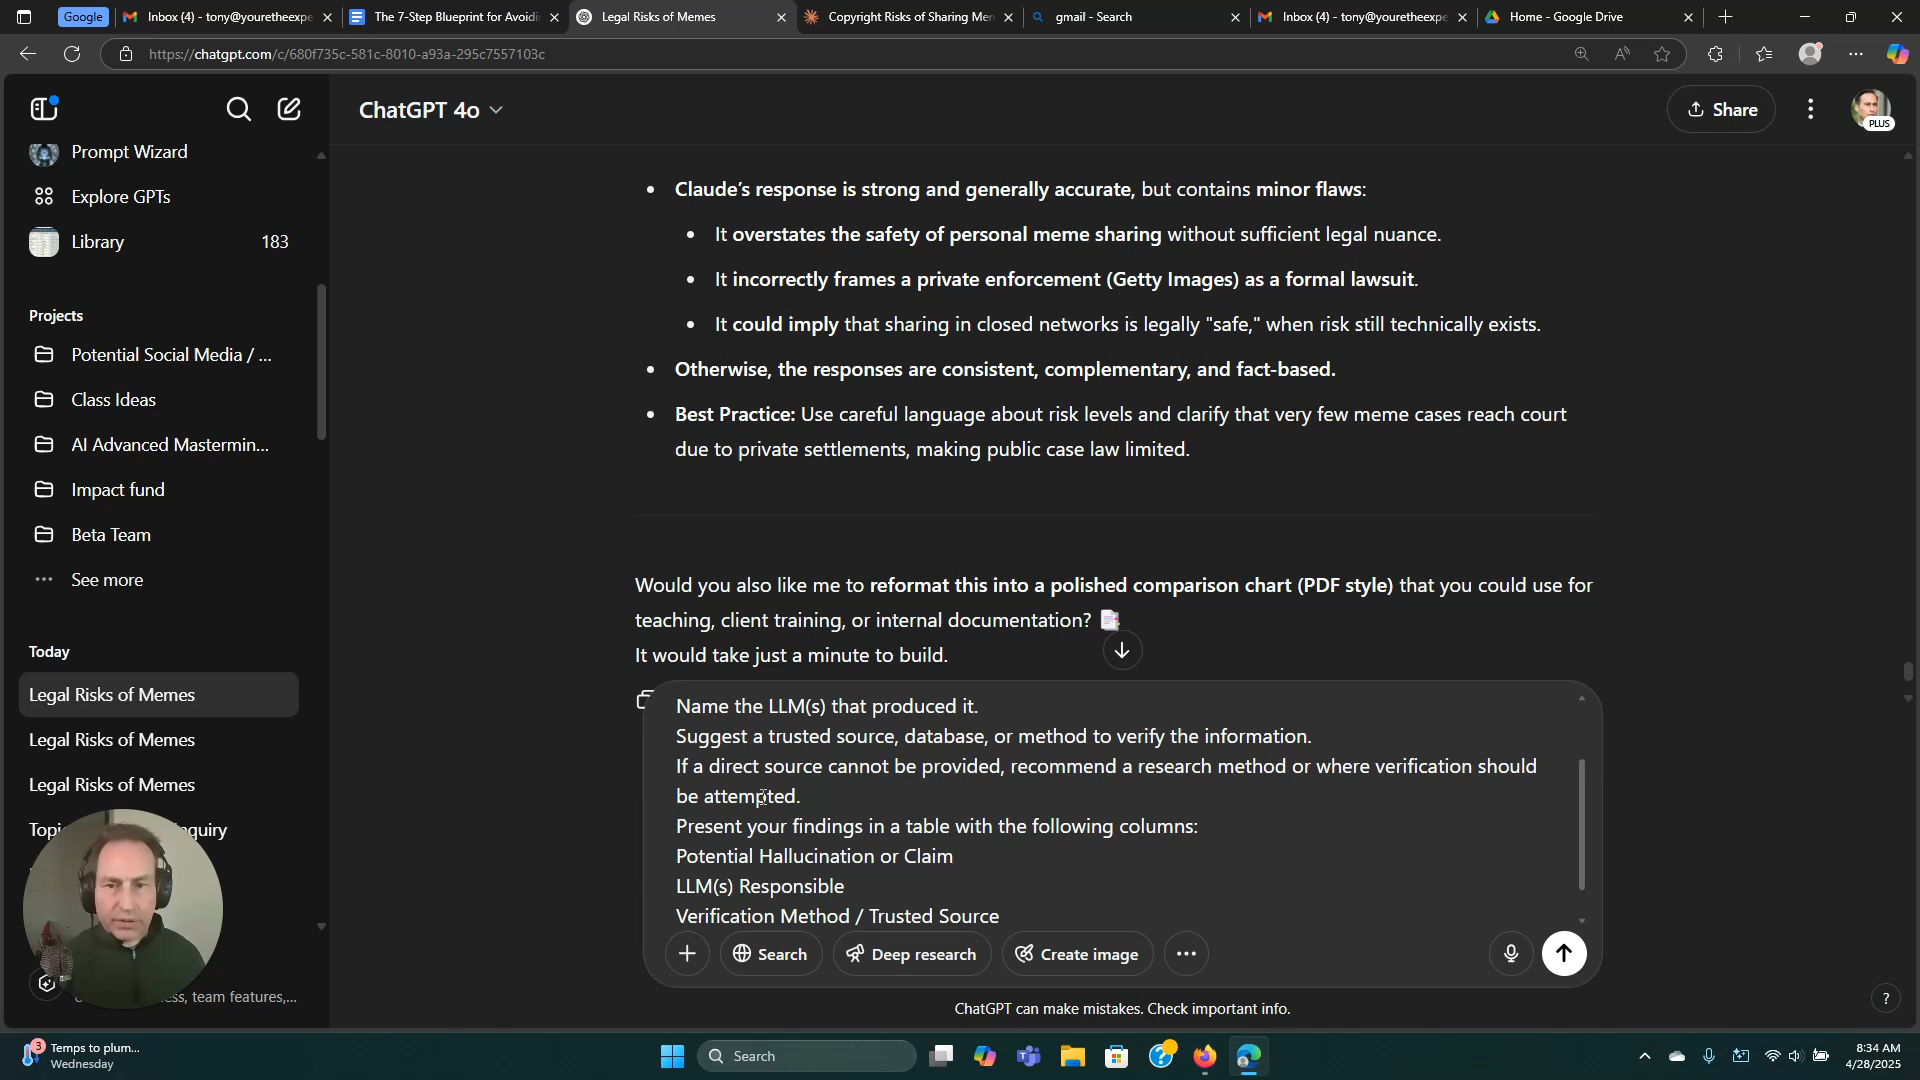 Google
Inbox (4) - tony@youretheexpe
The 7-Step Blueprint for Avoidi
Legal Risks of Memes
Copyright Risks of Sharing Mem
gmail - Search
Inbox (4) - tony@youretheexpe
Home - Google Drive
https://chatgpt.com/c/680f735c-581c-8010-a93a-295c7557103c
ChatGPT 4o
Share
PLUS
Prompt Wizard
Explore GPTs
Library 183
Projects
Potential Social Media / ...
Class Ideas
AI Advanced Mastermin...
Impact fund
Beta Team
See more
Today
Legal Risks of Memes
Legal Risks of Memes
Legal Risks of Memes
ss, team features,...
Claude's response is strong and generally accurate, but contains minor flaws:
It overstates the safety of personal meme sharing without sufficient legal nuance.
It incorrectly frames a private enforcement (Getty Images) as a formal lawsuit.
It could imply that sharing in closed networks is legally "safe," when risk still technically exists.
Otherwise, the responses are consistent, complementary, and fact-based.
Best Practice: Use careful language about risk levels and clarify that very few meme cases reach court
due to private settlements, making public case law limited.
Would you also like me to reformat this into a polished comparison chart (PDF style) that you could use for
teaching, client training, or internal documentation?
It would take just a minute to build.
Name the LLM(s) that produced it.
Suggest a trusted source, database, or method to verify the information.
If a direct source cannot be provided, recommend a research method or where verification should
be attempted.
Present your findings in a table with the following columns:
Potential Hallucination or Claim
LLM(s) Responsible
Verification Method / Trusted Source
Search
Deep research
Create image
ChatGPT can make mistakes. Check important info.
?
3
Temps to plum...
Wednesday
Search
8:34 AM
4/28/2025